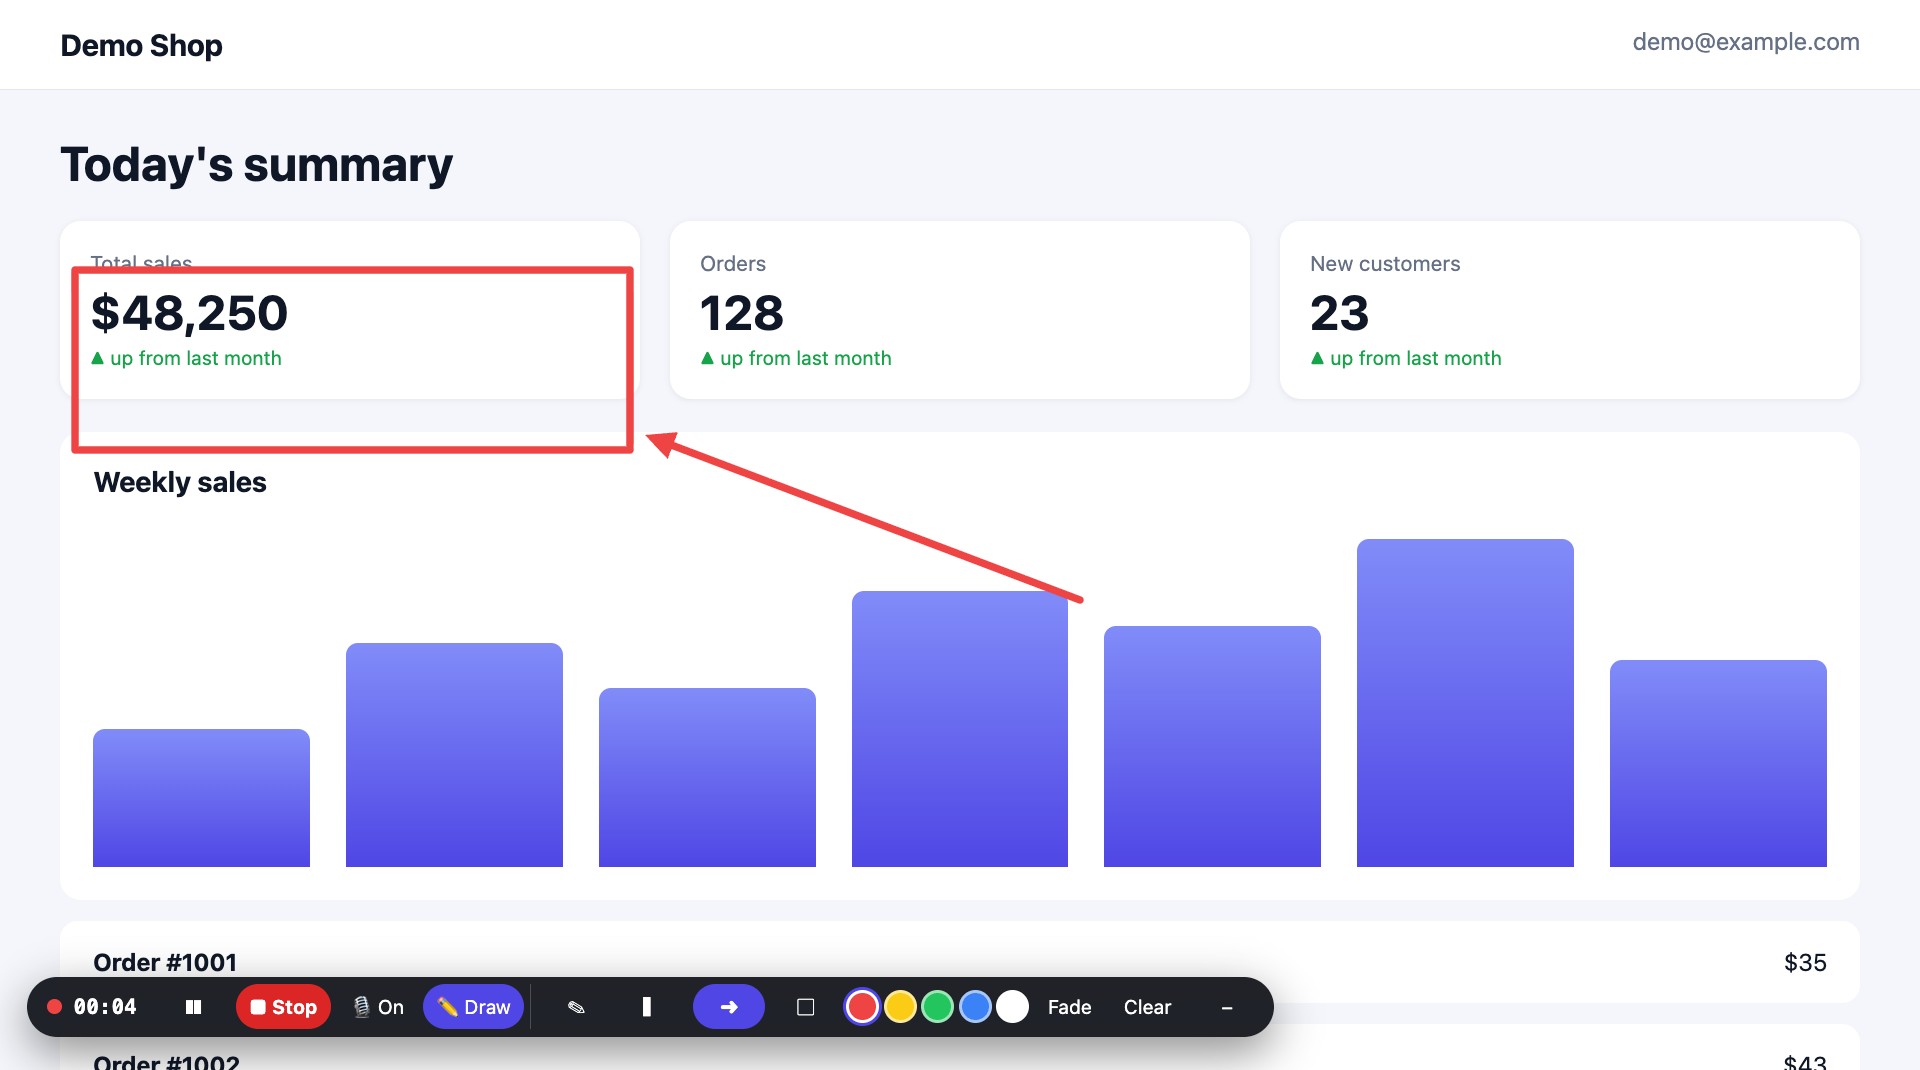 Demo Shop
demo@example.com
Today's summary
Total sales
$48,250
▲ up from last month
Orders
128
▲ up from last month
New customers
23
▲ up from last month
Weekly sales
Order #1001
$35
00:04
Stop
On
Draw
Fade
Clear
Order #1002
$43